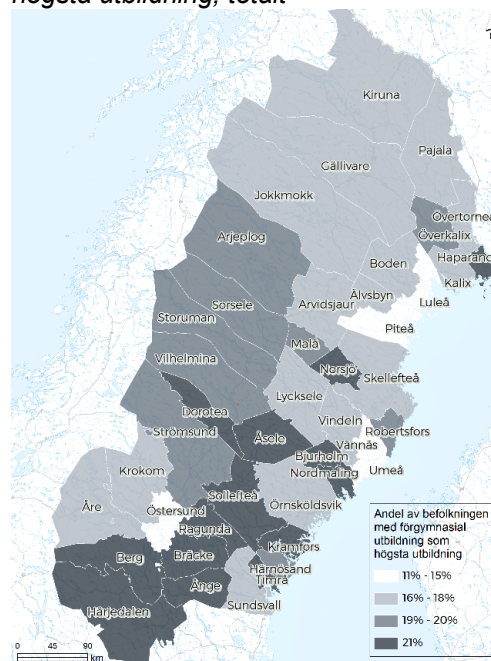 högsta utbildning, totalt
Kiruna
Pajala
Gällivare
Jokkmokk
Övertorneå
Överkalix
Arjeplog
Boden
Haparanda
Kalix
Älvsbyn
Luleå
Arvidsjaur
Sorsele
Storuman
Piteå
Malå
Vilhelmina
Norsjö
Skellefteå
Lycksele
Dorotea
Vindeln
Robertsfors
Strömsund
Åsele
Vännäs
Bjurholm
Krokom
Nordmaling
Umeå
Sollefteå
Åre
Östersund
Örnsköldsvik
Ragunda
Kramfors
Berg
Bräcke
Härnösand
Timrå
Ånge
Härjedalen
Sundsvall
Andel av befolkningen
med förgymnasial
utbildning som
högsta utbildning
11% - 15%
16% - 18%
19% - 20%
21%
0 45 90
km